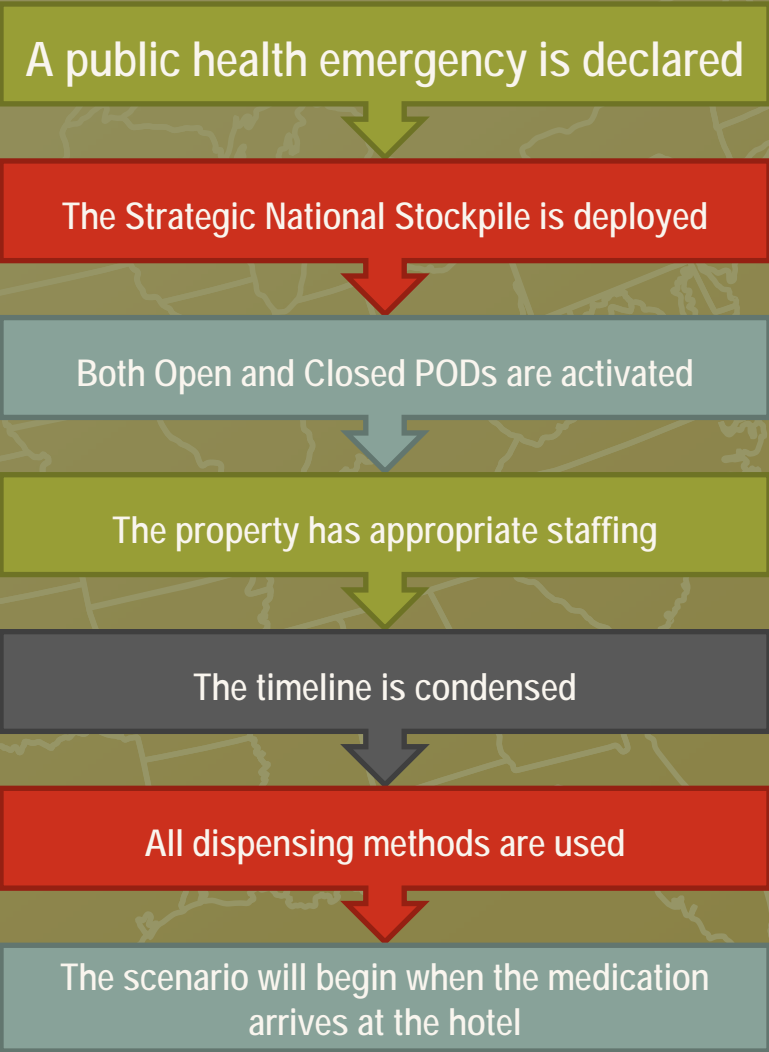 A public health emergency is declared
The Strategic National Stockpile is deployed
Both Open and Closed PODs are activated
The property has appropriate staffing
The timeline is condensed
All dispensing methods are used
The scenario will begin when the medication
arrives at the hotel